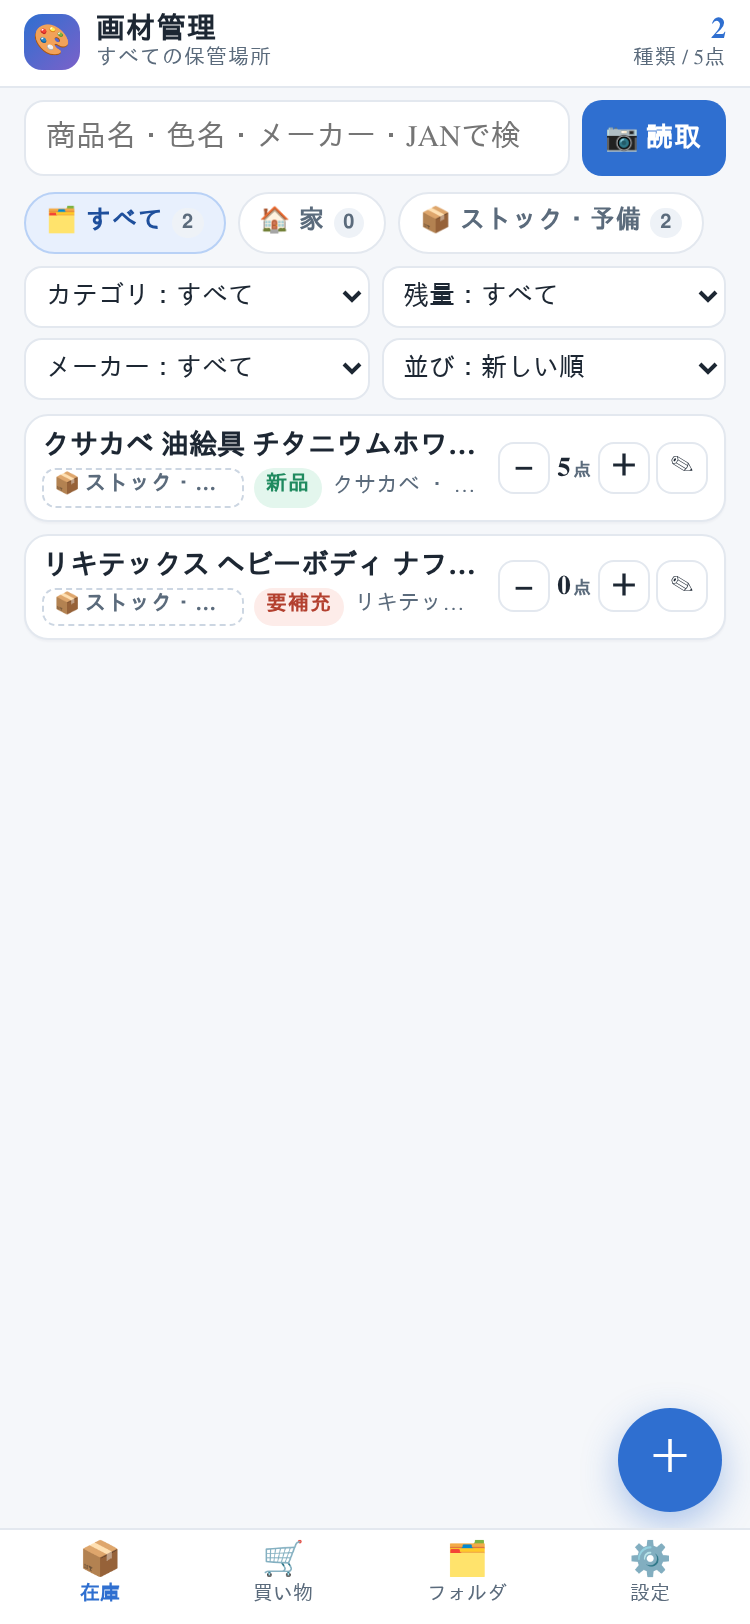 画材管理
すべての保管場所
2
種類 / 5点
商品名・色名・メーカー・JANで検
📷 読取
🗂️ すべて 2
🏠 家 0
📦 ストック・予備 2
カテゴリ：すべて
残量：すべて
メーカー：すべて
並び：新しい順
クサカベ 油絵具 チタニウムホワ…
📦 ストック・… 新品 クサカベ ・ …
− 5点 ＋ ✎
リキテックス ヘビーボディ ナフ…
📦 ストック・… 要補充 リキテッ…
− 0点 ＋ ✎
＋
在庫
買い物
フォルダ
設定